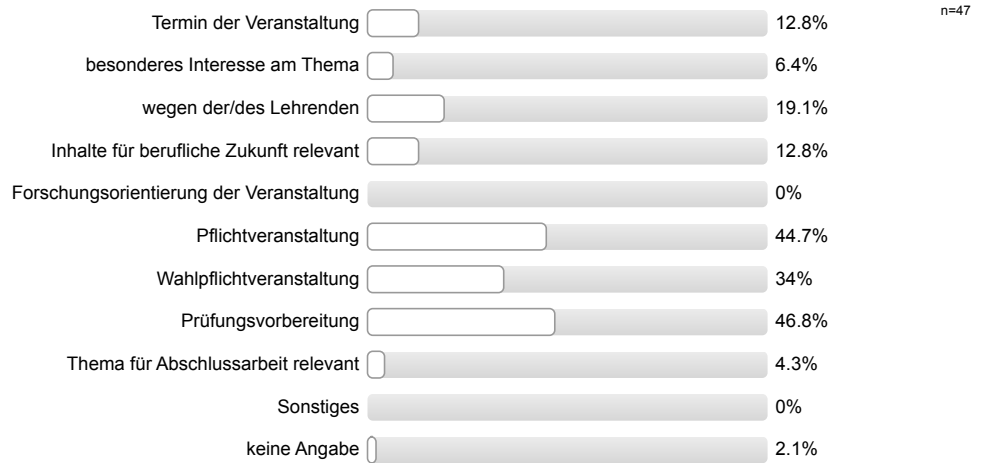 Termin der Veranstaltung 12.8% n=47
besonderes Interesse am Thema 6.4%
wegen der/des Lehrenden 19.1%
Inhalte für berufliche Zukunft relevant 12.8%
Forschungsorientierung der Veranstaltung 0%
Pflichtveranstaltung 44.7%
Wahlpflichtveranstaltung 34%
Prüfungsvorbereitung 46.8%
Thema für Abschlussarbeit relevant 4.3%
Sonstiges 0%
keine Angabe 2.1%